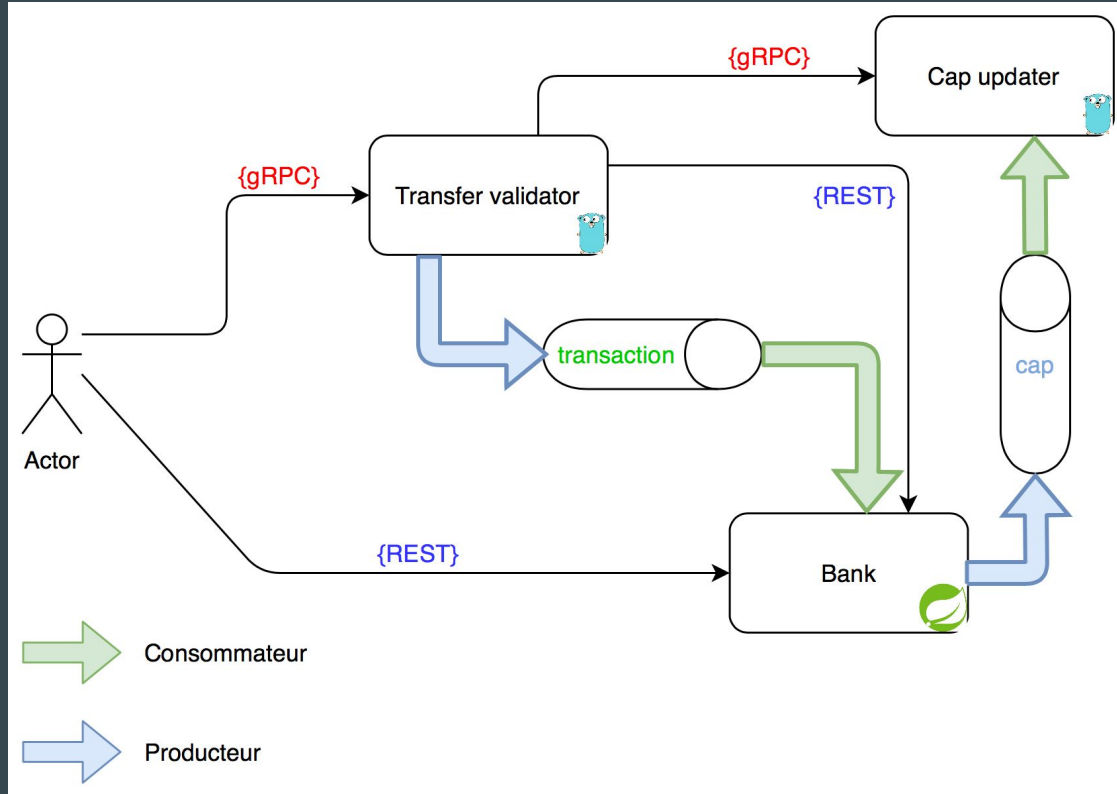 {gRPC}
Cap updater
{gRPC}
Transfer validator
{REST}
transaction
cap
Actor
{REST}
Bank
Consommateur
Producteur